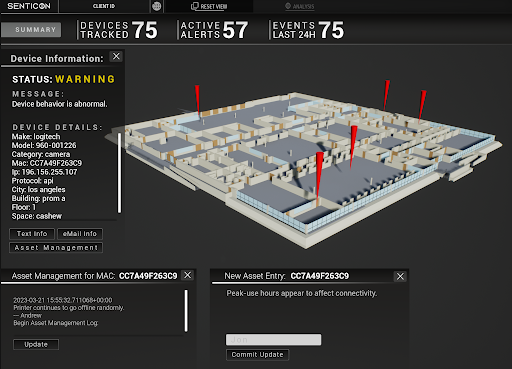 SENTICON
CLIENT ID
RESET VIEW
ANALYSIS
SUMMARY
DEVICES TRACKED 75
ACTIVE ALERTS 57
EVENTS LAST 24H 75
Device Information:
STATUS: WARNING
MESSAGE:
Device behavior is abnormal.
DEVICE DETAILS:
Make: logitech
Model: 960-001226
Category: camera
Mac: CC7A49F263C9
Ip: 196.156.255.107
Protocol: api
City: los angeles
Building: prom a
Floor: 1
Space: cashew
Text Info
eMail Info
Asset Management
Asset Management for MAC: CC7A49F263C9
2023-03-21 15:55:32.711068+00:00
Printer continues to go offline randomly.
— Andrew
Begin Asset Management Log:
Update
New Asset Entry: CC7A49F263C9
Peak-use hours appear to affect connectivity.
Commit Update